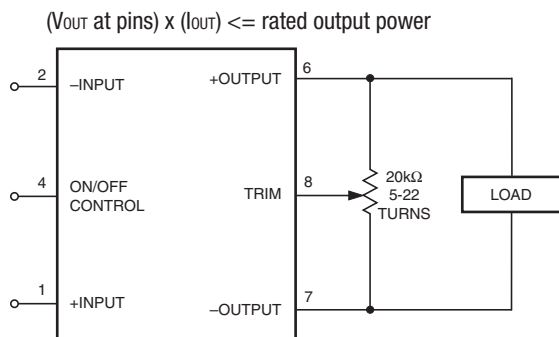 (VOUT at pins) x (IOUT) <= rated output power
2 –INPUT +OUTPUT 6
4 ON/OFF CONTROL TRIM 8
20kΩ
5-22
TURNS
LOAD
1 +INPUT –OUTPUT 7